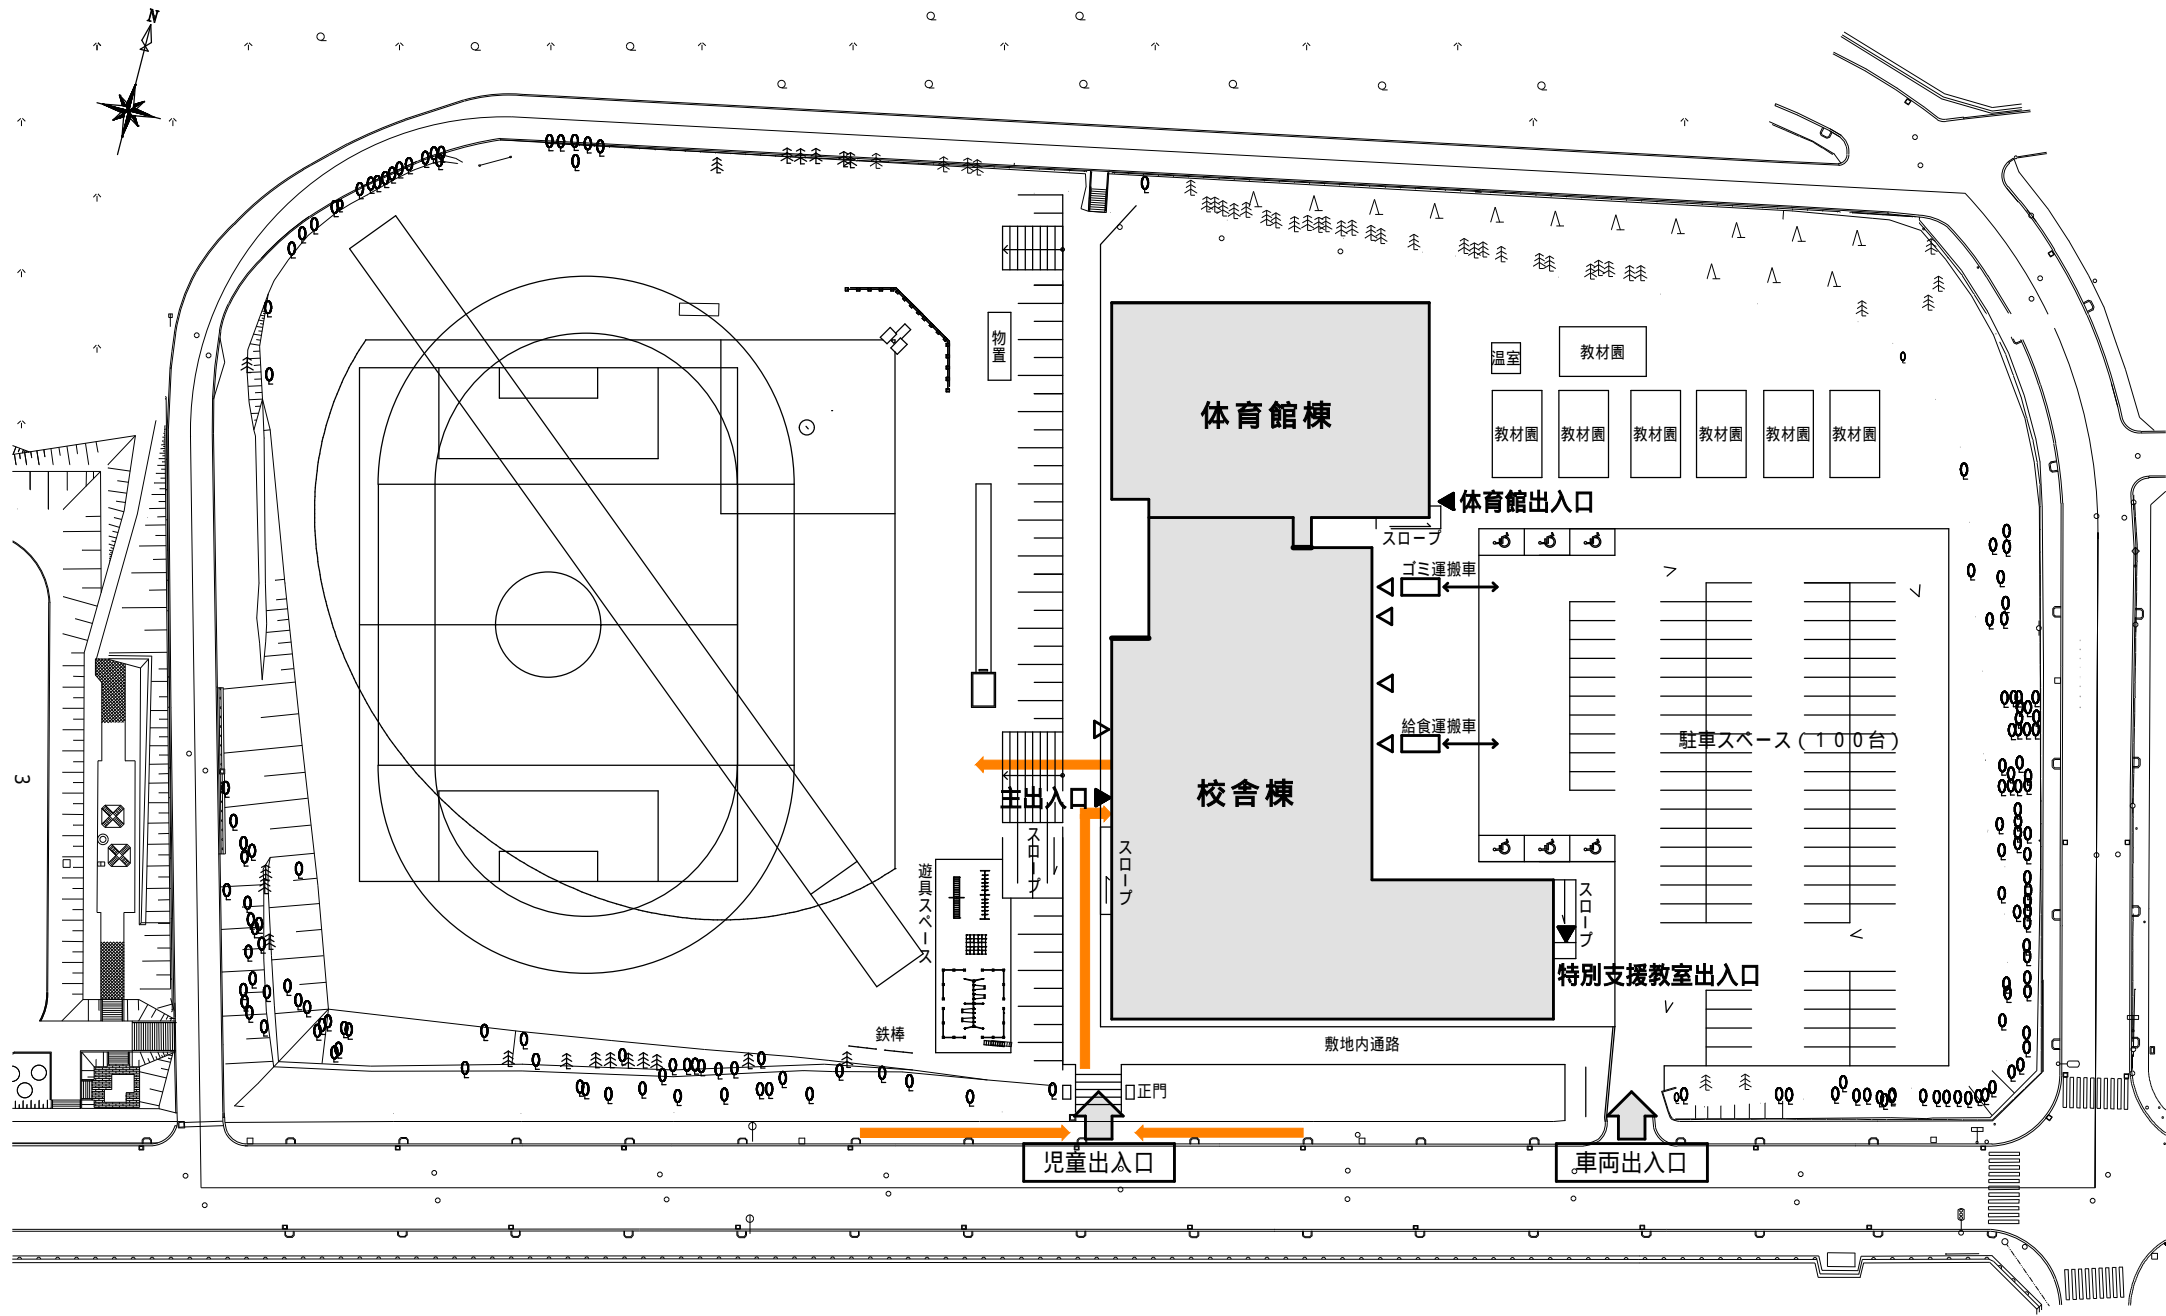 N
物置
温室
教材園
体育館棟
教材園
教材園
教材園
教材園
教材園
教材園
体育館出入口
スロープ
ゴミ運搬車
給食運搬車
駐車スペース(100台)
3
校舎棟
主出入口
スロープ
スロープ
遊具スペース
スロープ
特別支援教室出入口
鉄棒
敷地内通路
正門
児童出入口
車両出入口